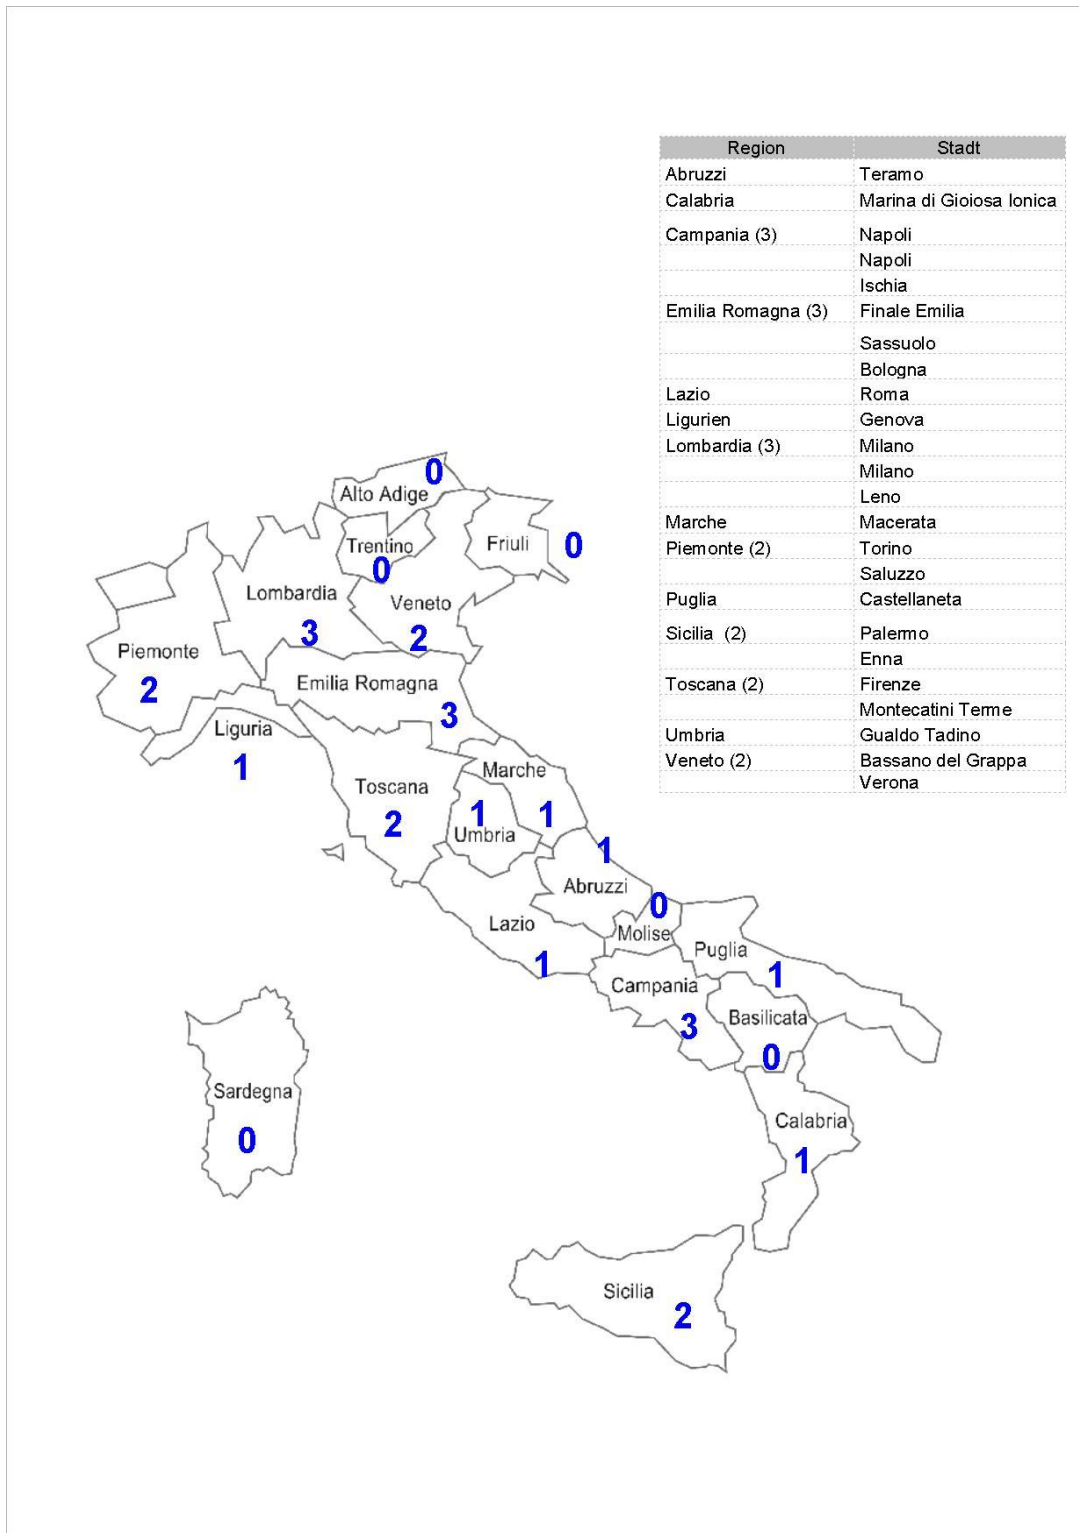 Region Stadt
Abruzzi Teramo
Calabria Marina di Gioiosa Ionica
Campania (3) Napoli
Napoli
Ischia
Emilia Romagna (3) Finale Emilia
Sassuolo
Bologna
Lazio Roma
Ligurien Genova
Lombardia (3) Milano
Milano
Leno
Marche Macerata
Piemonte (2) Torino
Saluzzo
Puglia Castellaneta
Sicilia (2) Palermo
Enna
Toscana (2) Firenze
Montecatini Terme
Umbria Gualdo Tadino
Veneto (2) Bassano del Grappa
Verona
0
Alto Adige
Trentino
0
Friuli
0
Lombardia
3
Veneto
2
Piemonte
2
Emilia Romagna
3
Liguria
1
Marche
1
Toscana
2
1
Umbria
1
Abruzzi
0
Molise
Lazio
1
Puglia
1
Campania
3
Basilicata
0
Sardegna
0
Calabria
1
Sicilia
2